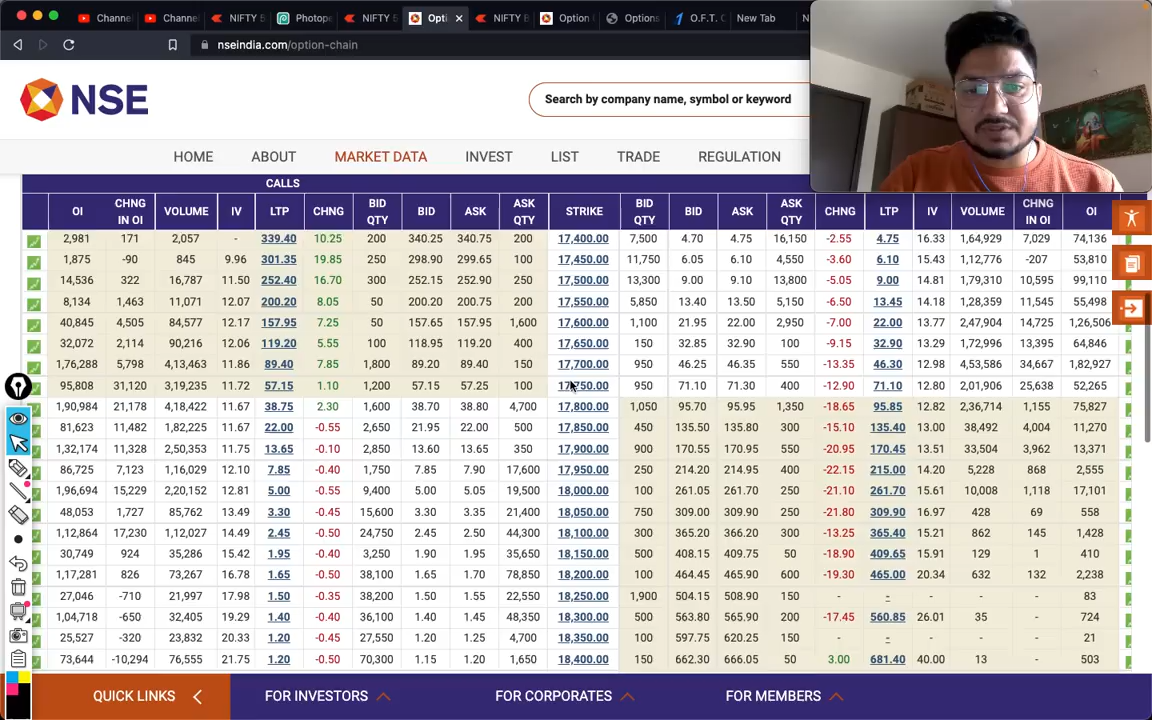 Channel
Channel
NIFTY 5
Photope
NIFTY 5
Opti
NIFTY B
Option
Options
O.F.T. C
New Tab
N
nseindia.com/option-chain
NSE
Search by company name, symbol or keyword
HOME ABOUT MARKET DATA INVEST LIST TRADE REGULATION
CALLS
OI CHNG IN OI VOLUME IV LTP CHNG BID QTY BID ASK ASK QTY STRIKE BID QTY BID ASK ASK QTY CHNG LTP IV VOLUME CHNG IN OI OI
2,981 171 2,057 - 339.40 10.25 200 340.25 340.75 200 17,400.00 7,500 4.70 4.75 16,150 -2.55 4.75 16.33 1,64,929 7,029 74,136
1,875 -90 845 9.96 301.35 19.85 250 298.90 299.65 100 17,450.00 11,750 6.05 6.10 4,550 -3.60 6.10 15.43 1,12,776 -207 53,810
14,536 322 16,787 11.50 252.40 16.70 300 252.15 252.90 100 17,500.00 13,300 9.00 9.10 13,800 -5.05 9.00 14.81 1,79,310 10,595 99,110
8,134 1,463 11,071 12.07 200.20 8.05 50 200.20 200.75 200 17,550.00 5,850 13.40 13.50 5,150 -6.50 13.45 14.18 1,28,359 11,545 55,498
40,845 4,505 84,577 12.17 157.95 7.25 50 157.65 157.95 1,600 17,600.00 1,100 21.95 22.00 2,950 -7.00 22.00 13.77 2,47,904 14,725 1,26,506
32,072 2,114 90,216 12.06 119.20 5.55 100 118.95 119.20 400 17,650.00 150 32.85 32.90 100 -9.15 32.90 13.29 1,72,996 13,395 64,846
1,76,288 5,798 4,13,463 11.86 89.40 7.85 1,800 89.20 89.40 150 17,700.00 950 46.25 46.35 550 -13.35 46.30 12.98 4,53,508 34,667 1,82,927
95,808 31,120 3,19,235 11.72 57.15 1.10 1,200 57.15 57.25 100 17,750.00 950 71.10 71.30 400 -12.90 71.10 12.80 2,01,906 25,638 52,265
1,90,984 21,178 4,18,422 11.67 38.75 2.30 1,600 38.70 38.80 4,700 17,800.00 1,050 95.70 95.95 1,350 -18.65 95.85 12.82 2,36,714 1,155 75,827
81,623 11,482 1,82,225 11.67 22.00 -0.55 2,650 21.95 22.00 500 17,850.00 450 135.50 135.80 300 -15.10 135.40 13.00 38,492 4,004 11,270
1,32,174 11,328 2,50,353 11.75 13.65 -0.10 2,850 13.60 13.65 350 17,900.00 900 170.55 170.95 550 -20.95 170.45 13.51 33,504 3,962 13,371
86,725 7,123 1,16,029 12.10 7.85 -0.40 1,750 7.85 7.90 17,600 17,950.00 250 214.20 214.95 400 -22.15 215.00 14.20 5,228 868 2,555
1,96,694 15,229 2,20,152 12.81 5.00 -0.55 9,400 5.00 5.05 19,500 18,000.00 100 261.05 261.70 250 -21.10 261.70 15.61 10,008 1,118 17,101
48,053 1,727 85,762 13.49 3.30 -0.45 15,600 3.30 3.35 21,400 18,050.00 750 309.00 309.90 250 -21.80 309.90 16.97 428 69 558
1,12,864 17,230 1,12,027 14.49 2.45 -0.50 24,750 2.45 2.50 44,300 18,100.00 300 365.20 366.20 300 -13.25 365.40 15.21 862 145 1,428
30,749 924 35,286 15.42 1.95 -0.40 3,250 1.90 1.95 35,650 18,150.00 500 408.15 409.75 50 -18.90 409.65 15.91 129 1 410
1,17,281 826 73,267 16.78 1.65 -0.50 38,100 1.65 1.70 78,850 18,200.00 100 464.45 465.90 600 -19.30 465.00 20.34 632 132 2,238
27,046 -710 21,997 17.98 1.50 -0.35 38,200 1.50 1.55 22,550 18,250.00 1,900 504.15 508.90 150 - - - - - 83
1,04,718 -650 32,405 19.29 1.40 -0.40 36,100 1.40 1.45 48,350 18,300.00 500 563.80 565.90 200 -17.45 560.85 26.01 35 - 724
25,527 -320 23,832 20.33 1.20 -0.45 27,550 1.20 1.25 4,700 18,350.00 100 597.75 620.25 150 - - - - - 21
73,644 -10,294 76,555 21.75 1.20 -0.50 70,300 1.15 1.20 1,650 18,400.00 150 662.30 666.05 50 3.00 681.40 40.00 13 - 503
QUICK LINKS FOR INVESTORS FOR CORPORATES FOR MEMBERS